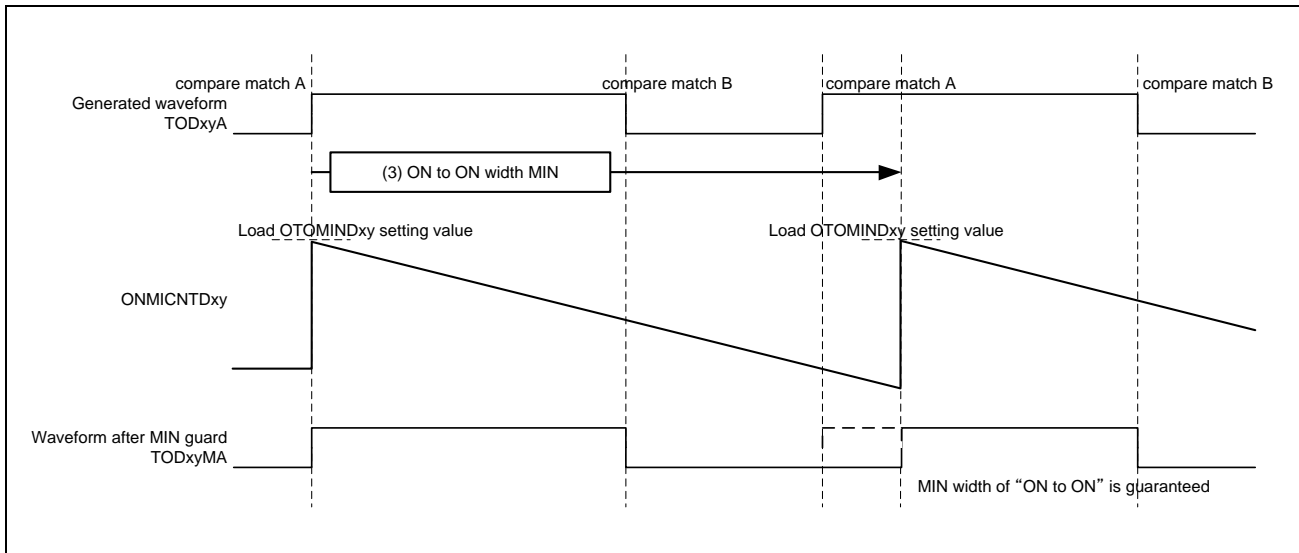 compare match A
compare match B
compare match A
compare match B
Generated waveform
TODxyA
(3) ON to ON width MIN
Load OTOMINDxy setting value
Load OTOMINDxy setting value
ONMICNTDxy
Waveform after MIN guard
TODxyMA
MIN width of “ON to ON” is guaranteed